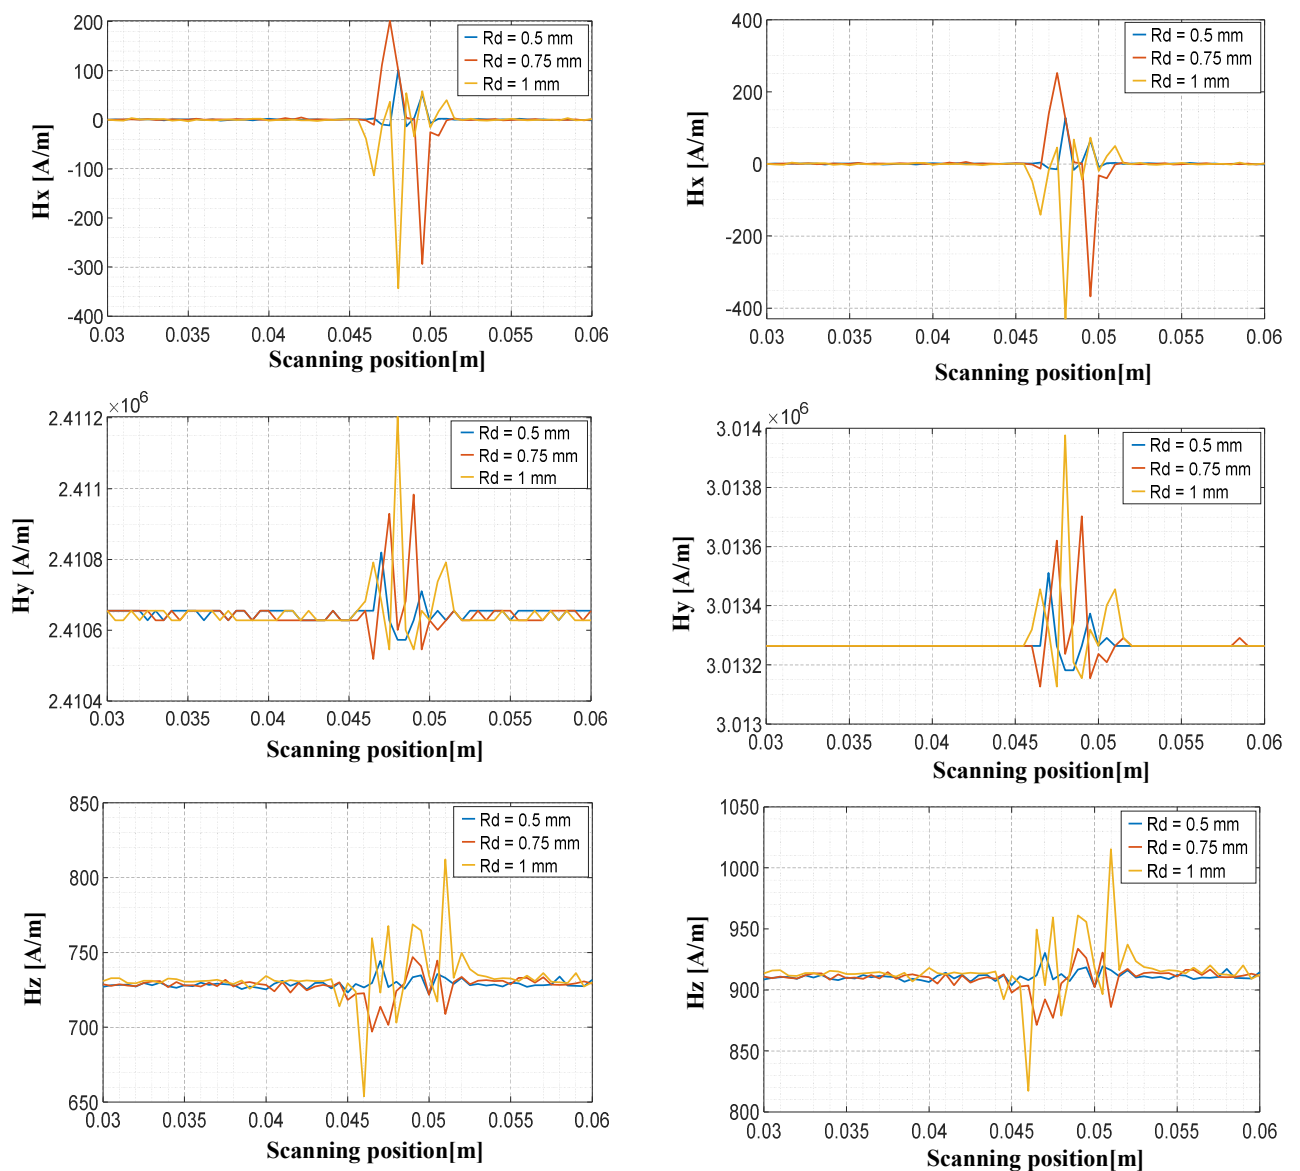 200
100
0
-100
-200
-300
-400
Hx [A/m]
Rd = 0.5 mm
Rd = 0.75 mm
Rd = 1 mm
0.03 0.035 0.04 0.045 0.05 0.055 0.06
Scanning position[m]
400
200
0
-200
-400
Hx [A/m]
Rd = 0.5 mm
Rd = 0.75 mm
Rd = 1 mm
0.03 0.035 0.04 0.045 0.05 0.055 0.06
Scanning position[m]
×10⁶
2.4112
2.411
2.4108
2.4106
2.4104
Hy [A/m]
Rd = 0.5 mm
Rd = 0.75 mm
Rd = 1 mm
0.03 0.035 0.04 0.045 0.05 0.055 0.06
Scanning position[m]
×10⁶
3.014
3.0138
3.0136
3.0134
3.0132
3.013
Hy [A/m]
Rd = 0.5 mm
Rd = 0.75 mm
Rd = 1 mm
0.03 0.035 0.04 0.045 0.05 0.055 0.06
Scanning position[m]
850
800
750
700
650
Hz [A/m]
Rd = 0.5 mm
Rd = 0.75 mm
Rd = 1 mm
0.03 0.035 0.04 0.045 0.05 0.055 0.06
Scanning position[m]
1050
1000
950
900
850
800
Hz [A/m]
Rd = 0.5 mm
Rd = 0.75 mm
Rd = 1 mm
0.03 0.035 0.04 0.045 0.05 0.055 0.06
Scanning position[m]